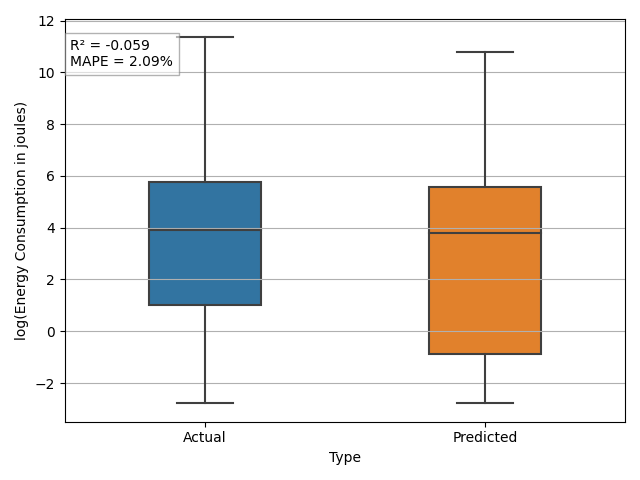 R² = -0.059
MAPE = 2.09%
12
10
8
6
4
2
0
−2
log(Energy Consumption in joules)
Actual
Predicted
Type